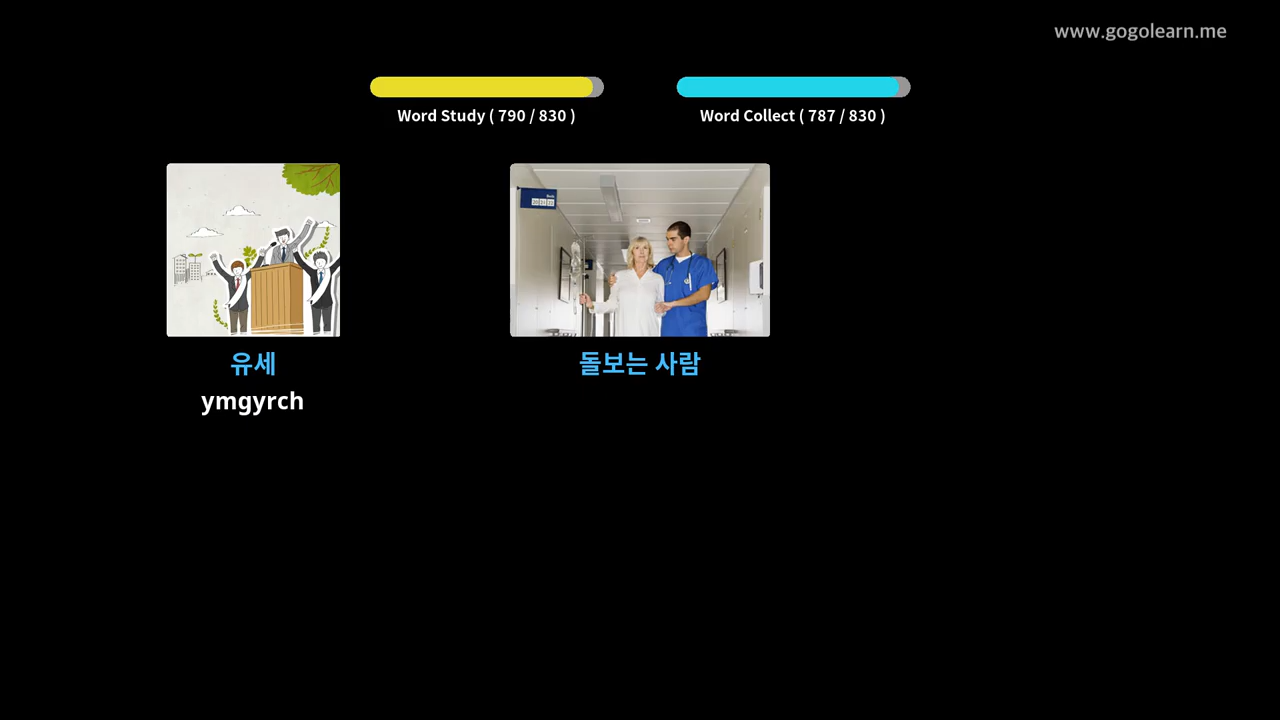 www.gogolearn.me
Word Study ( 790 / 830 )
Word Collect ( 787 / 830 )
유세
ymgyrch
돌보는 사람